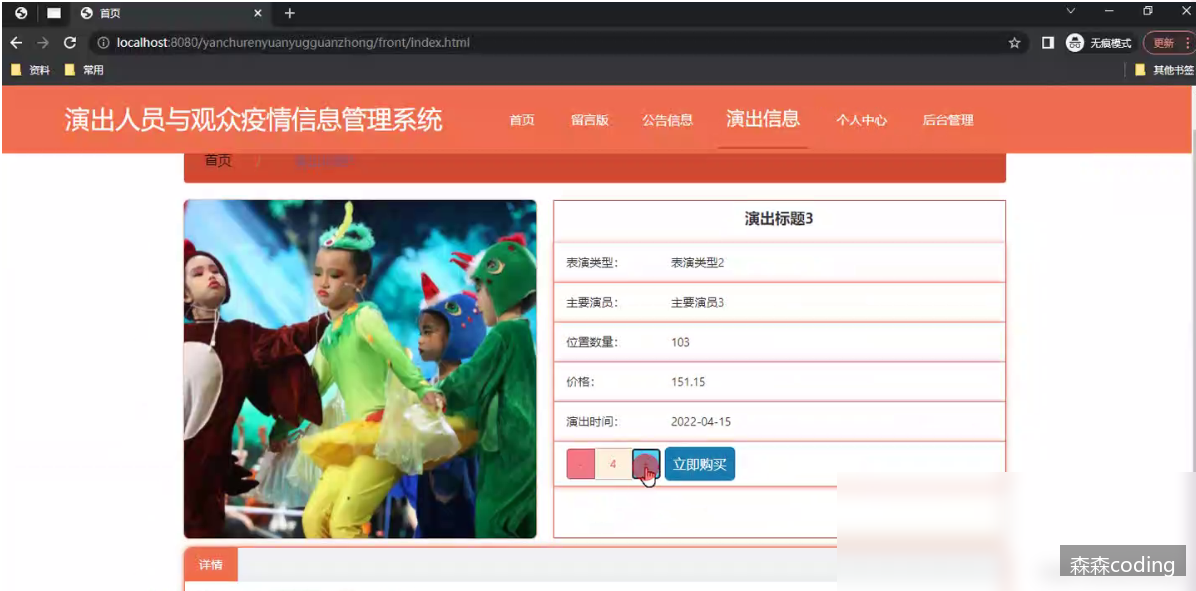 首页
localhost:8080/yanchurenyuanyugguanzhong/front/index.html
无痕模式
更新
资料
常用
其他书签
演出人员与观众疫情信息管理系统
首页
留言版
公告信息
演出信息
个人中心
后台管理
首页 /
演出标题3
表演类型: 表演类型2
主要演员: 主要演员3
位置数量: 103
价格: 151.15
演出时间: 2022-04-15
- 4
立即购买
详情
森森coding